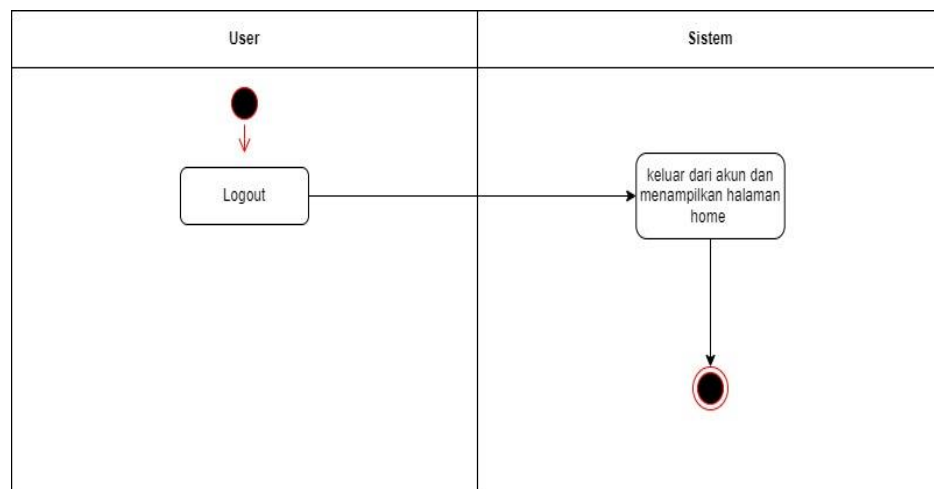 User
Sistem
Logout
keluar dari akun dan
menampilkan halaman
home